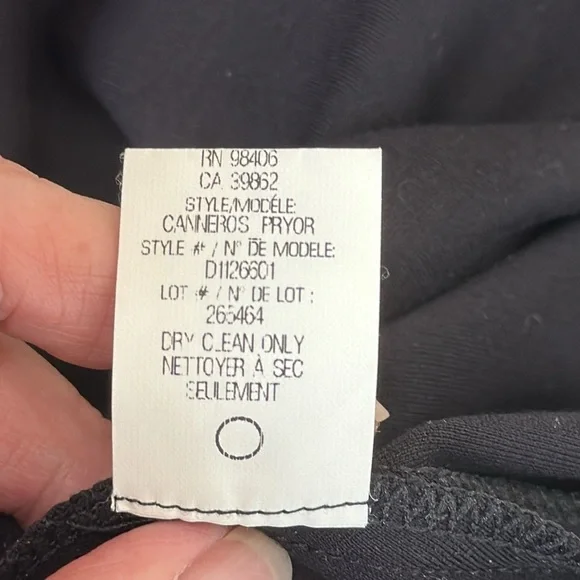 RN 98406
CA 39862
STYLE/MODÉLE:
CANNEROS PRYOR
STYLE # / N° DE MODELE:
D1126601
LOT # / N° DE LOT :
265464
DRY CLEAN ONLY
NETTOYER À SEC
SEULEMENT